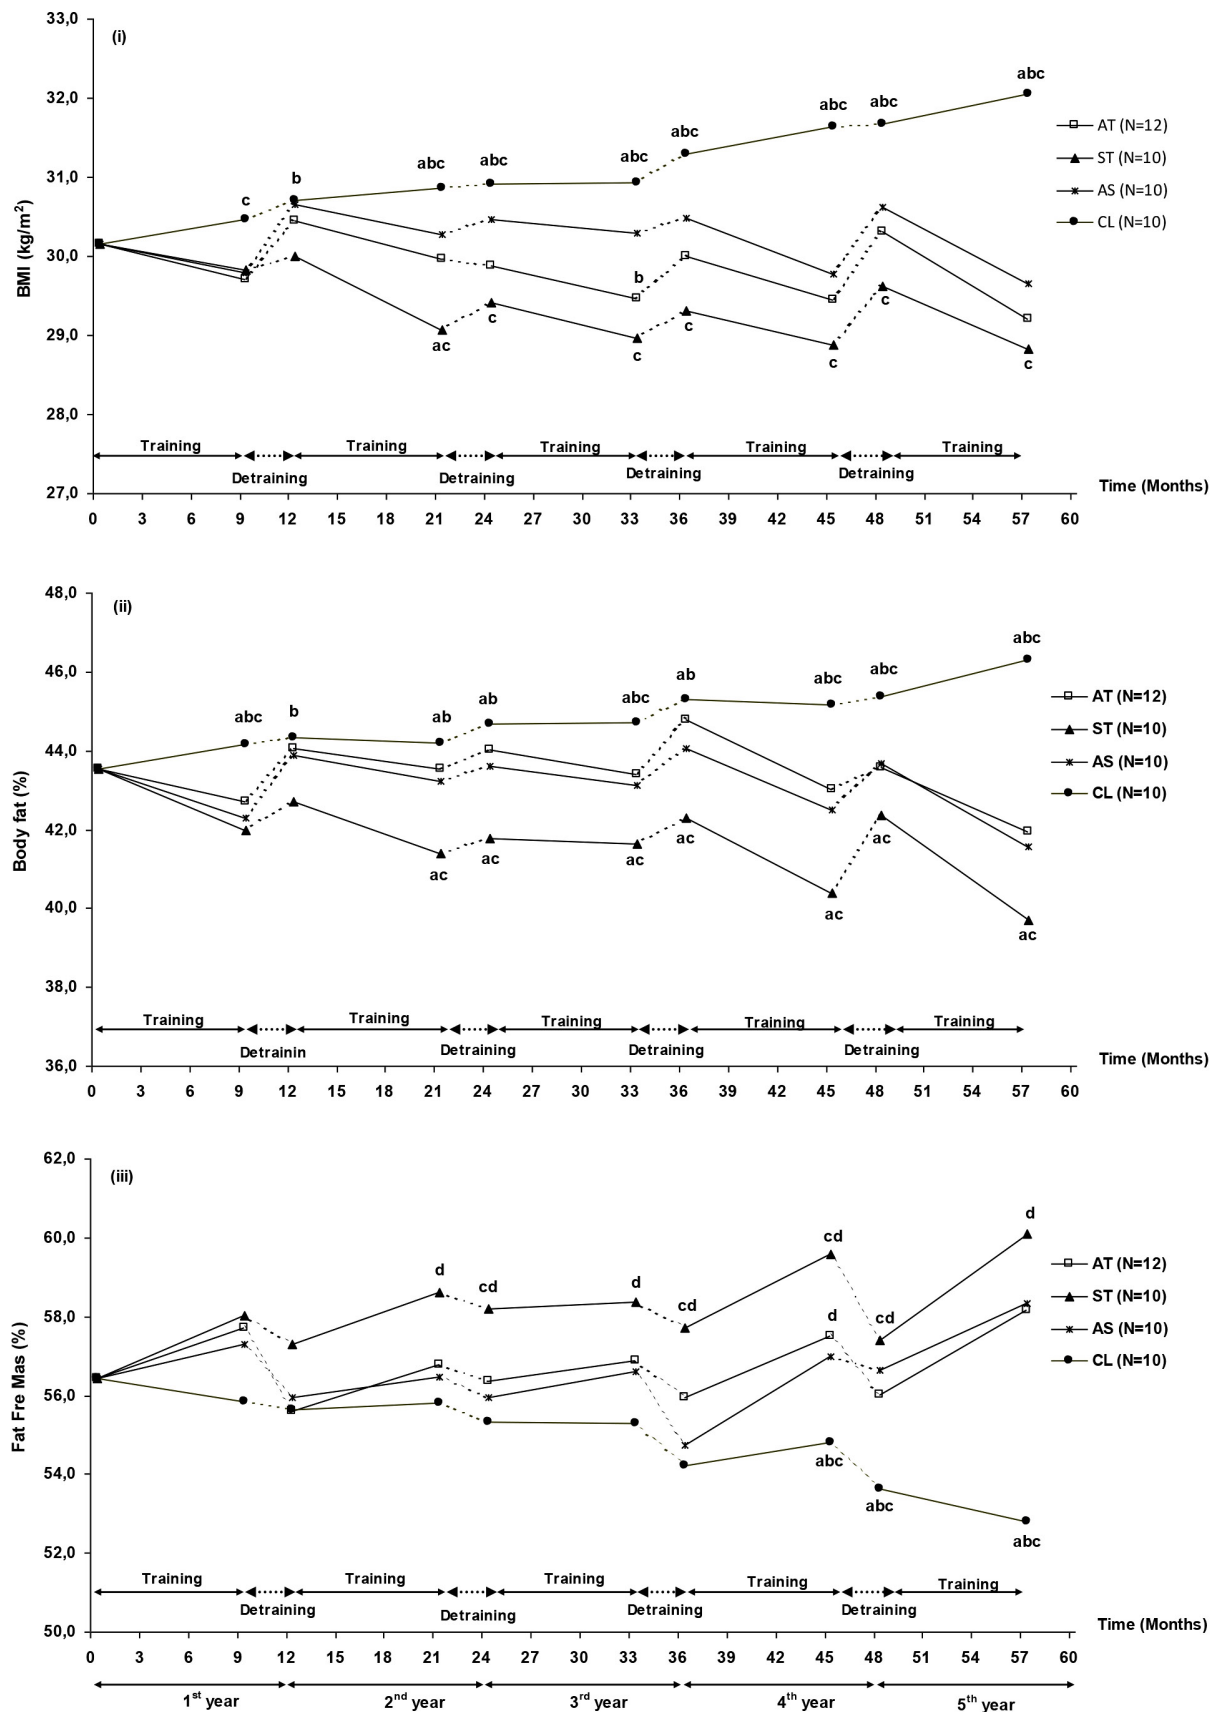 33,0
(i)
abc
32,0
abc
abc
AT (N=12)
abc
ST (N=10)
abc
abc
abc
31,0
b
AS (N=10)
c
CL (N=10)
BMI (kg/m²)
30,0
b
29,0
c
c
ac
c
c
c
c
28,0
Training
Training
Training
Training
Training
Detraining
Detraining
Detraining
Detraining
27,0
Time (Months)
0 3 6 9 12 15 18 21 24 27 30 33 36 39 42 45 48 51 54 57 60
48,0
(ii)
abc
46,0
ab
abc
abc
AT (N=12)
abc
b
ab
ab
abc
ST (N=10)
44,0
AS (N=10)
CL (N=10)
Body fat (%)
42,0
ac
ac
ac
ac
ac
40,0
ac
ac
38,0
Training
Training
Training
Training
Training
Detrainin
Detraining
Detraining
Detraining
36,0
Time (Months)
0 3 6 9 12 15 18 21 24 27 30 33 36 39 42 45 48 51 54 57 60
62,0
(iii)
60,0
d
cd
d
cd
d
cd
AT (N=12)
58,0
d
cd
ST (N=10)
AS (N=10)
CL (N=10)
Fat Fre Mas (%)
56,0
54,0
abc
abc
abc
52,0
Training
Training
Training
Training
Training
Detraining
Detraining
Detraining
Detraining
50,0
Time (Months)
0 3 6 9 12 15 18 21 24 27 30 33 36 39 42 45 48 51 54 57 60
1st year
2nd year
3rd year
4th year
5th year